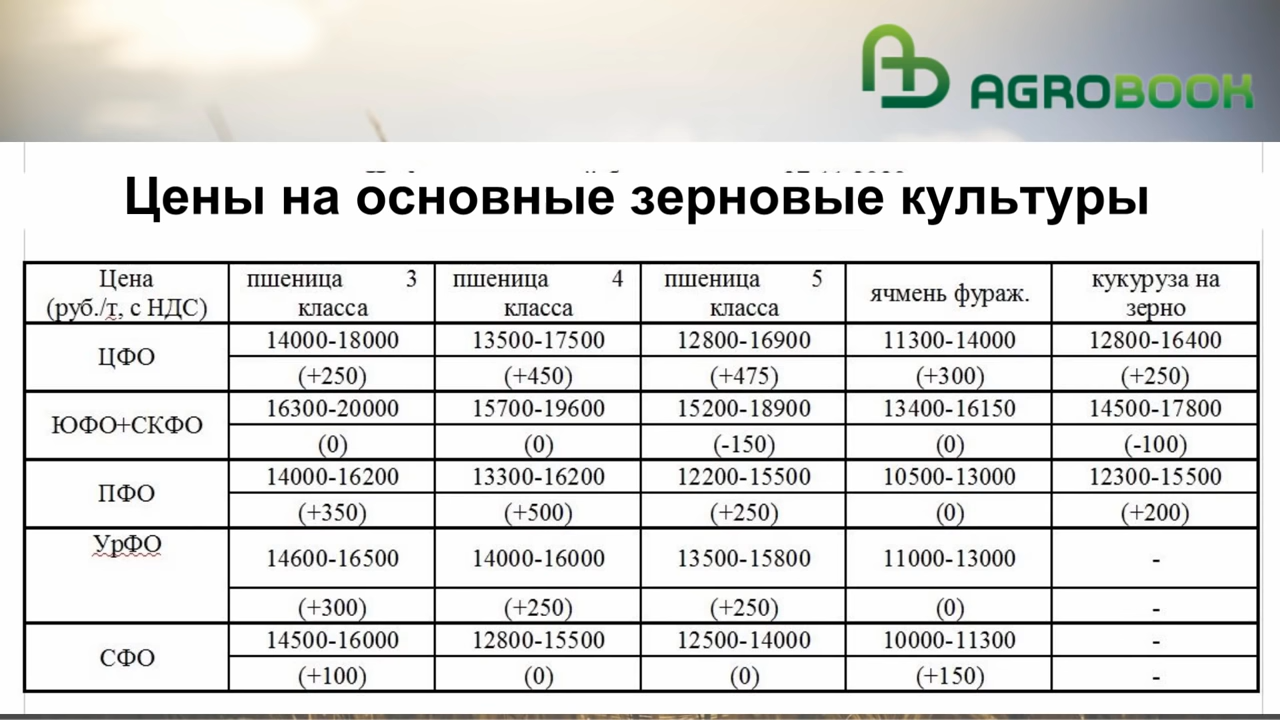 AGROBOOK
Цены на основные зерновые культуры
Цена (руб./т, с НДС) пшеница 3 класса пшеница 4 класса пшеница 5 класса ячмень фураж. кукуруза на зерно
ЦФО 14000-18000 13500-17500 12800-16900 11300-14000 12800-16400
(+250) (+450) (+475) (+300) (+250)
ЮФО+СКФО 16300-20000 15700-19600 15200-18900 13400-16150 14500-17800
(0) (0) (-150) (0) (-100)
ПФО 14000-16200 13300-16200 12200-15500 10500-13000 12300-15500
(+350) (+500) (+250) (0) (+200)
УрФО 14600-16500 14000-16000 13500-15800 11000-13000 -
(+300) (+250) (+250) (0) -
СФО 14500-16000 12800-15500 12500-14000 10000-11300 -
(+100) (0) (0) (+150) -